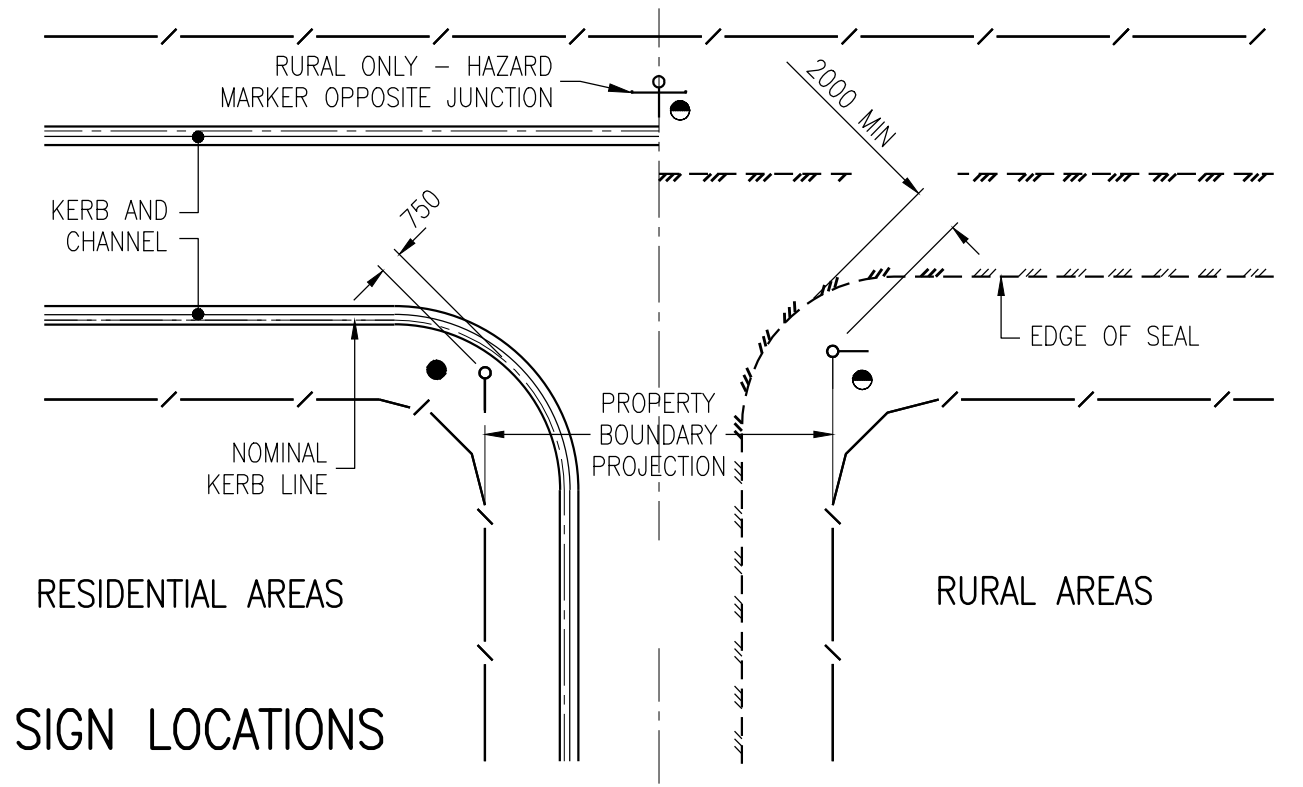 RURAL ONLY - HAZARD
MARKER OPPOSITE JUNCTION
2000 MIN
KERB AND
CHANNEL
750
EDGE OF SEAL
PROPERTY
BOUNDARY
PROJECTION
NOMINAL
KERB LINE
RESIDENTIAL AREAS
RURAL AREAS
SIGN LOCATIONS